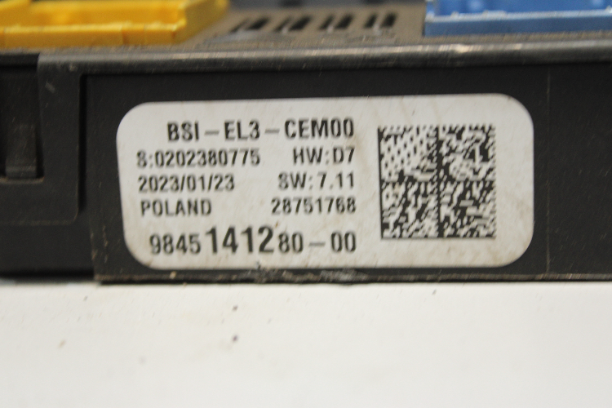 BSI-EL3-CEM00
S:0202380775 HW:D7
2023/01/23 SW:7.11
POLAND 28751768
9845141280-00